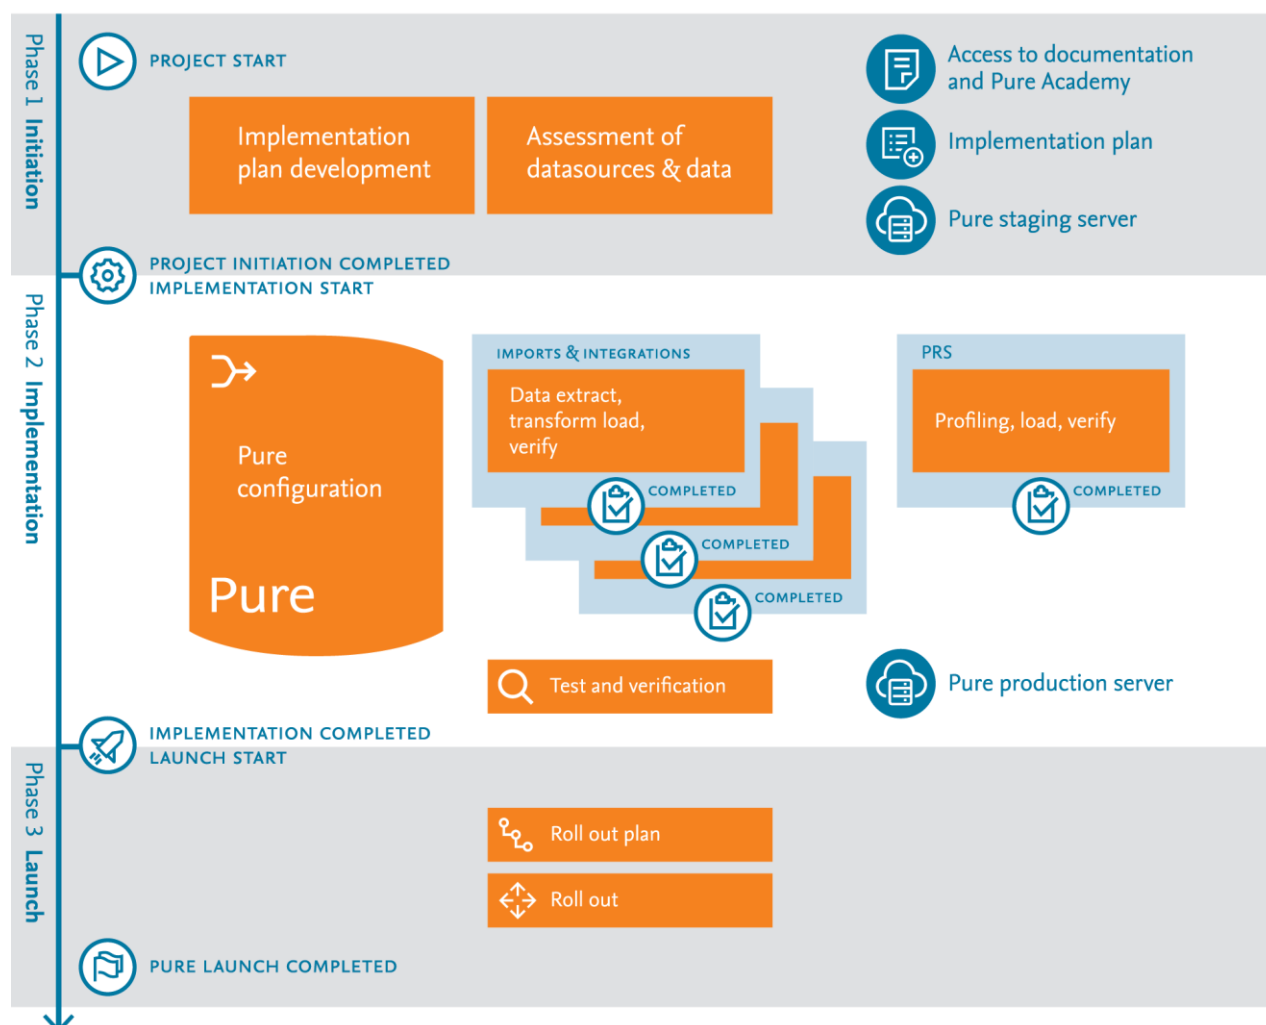 Phase 1 Initiation
PROJECT START
Implementation
plan development
Assessment of
datasources & data
Access to documentation
and Pure Academy
Implementation plan
Pure staging server
PROJECT INITIATION COMPLETED
IMPLEMENTATION START
Phase 2 Implementation
Pure
configuration
Pure
IMPORTS & INTEGRATIONS
Data extract,
transform load,
verify
COMPLETED
COMPLETED
COMPLETED
PRS
Profiling, load, verify
COMPLETED
Test and verification
Pure production server
IMPLEMENTATION COMPLETED
LAUNCH START
Phase 3 Launch
Roll out plan
Roll out
PURE LAUNCH COMPLETED